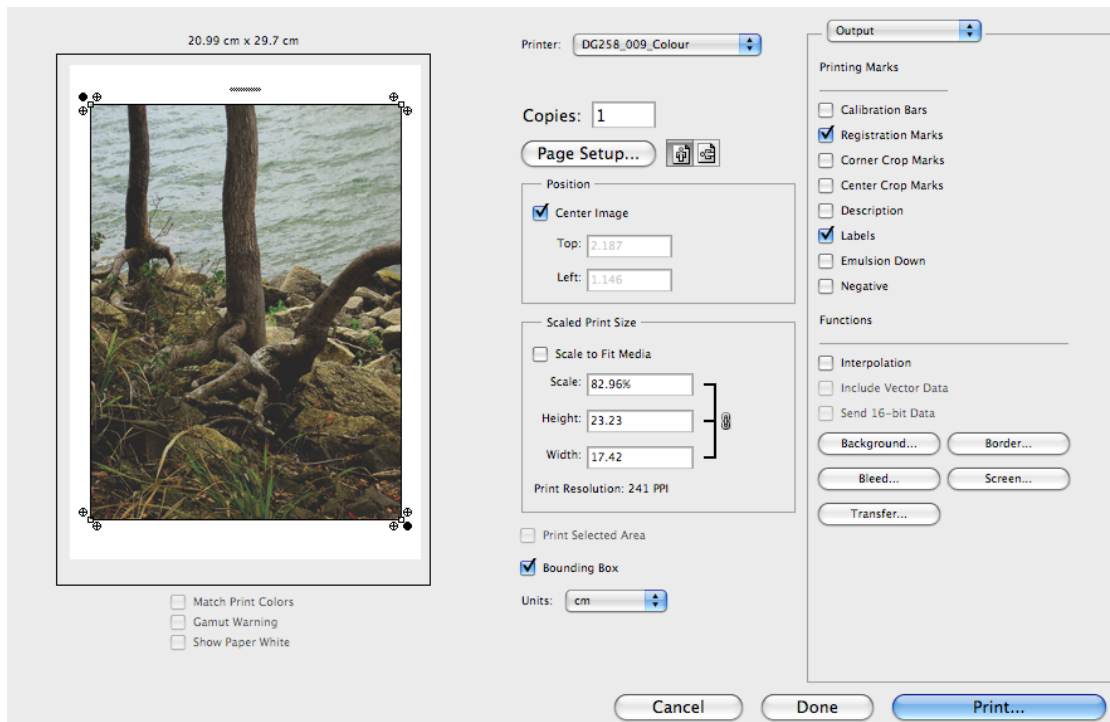 20.99 cm x 29.7 cm
Match Print Colors
Gamut Warning
Show Paper White
Printer: DG258_009_Colour
Copies: 1
Page Setup...
Position
Center Image
Top: 2.187
Left: 1.146
Scaled Print Size
Scale to Fit Media
Scale: 82.96%
Height: 23.23
Width: 17.42
Print Resolution: 241 PPI
Print Selected Area
Bounding Box
Units: cm
Output
Printing Marks
Calibration Bars
Registration Marks
Corner Crop Marks
Center Crop Marks
Description
Labels
Emulsion Down
Negative
Functions
Interpolation
Include Vector Data
Send 16-bit Data
Background... Border...
Bleed... Screen...
Transfer...
Cancel Done Print...